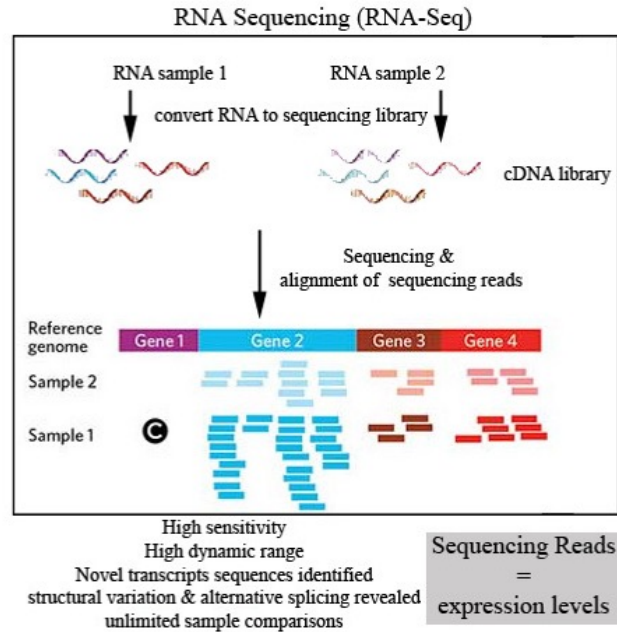 RNA Sequencing (RNA-Seq)
RNA sample 1
RNA sample 2
convert RNA to sequencing library
cDNA library
Sequencing &
alignment of sequencing reads
Reference
genome
Gene 1
Gene 2
Gene 3
Gene 4
Sample 2
Sample 1
C
High sensitivity
High dynamic range
Novel transcripts sequences identified
structural variation & alternative splicing revealed
unlimited sample comparisons
Sequencing Reads
=
expression levels